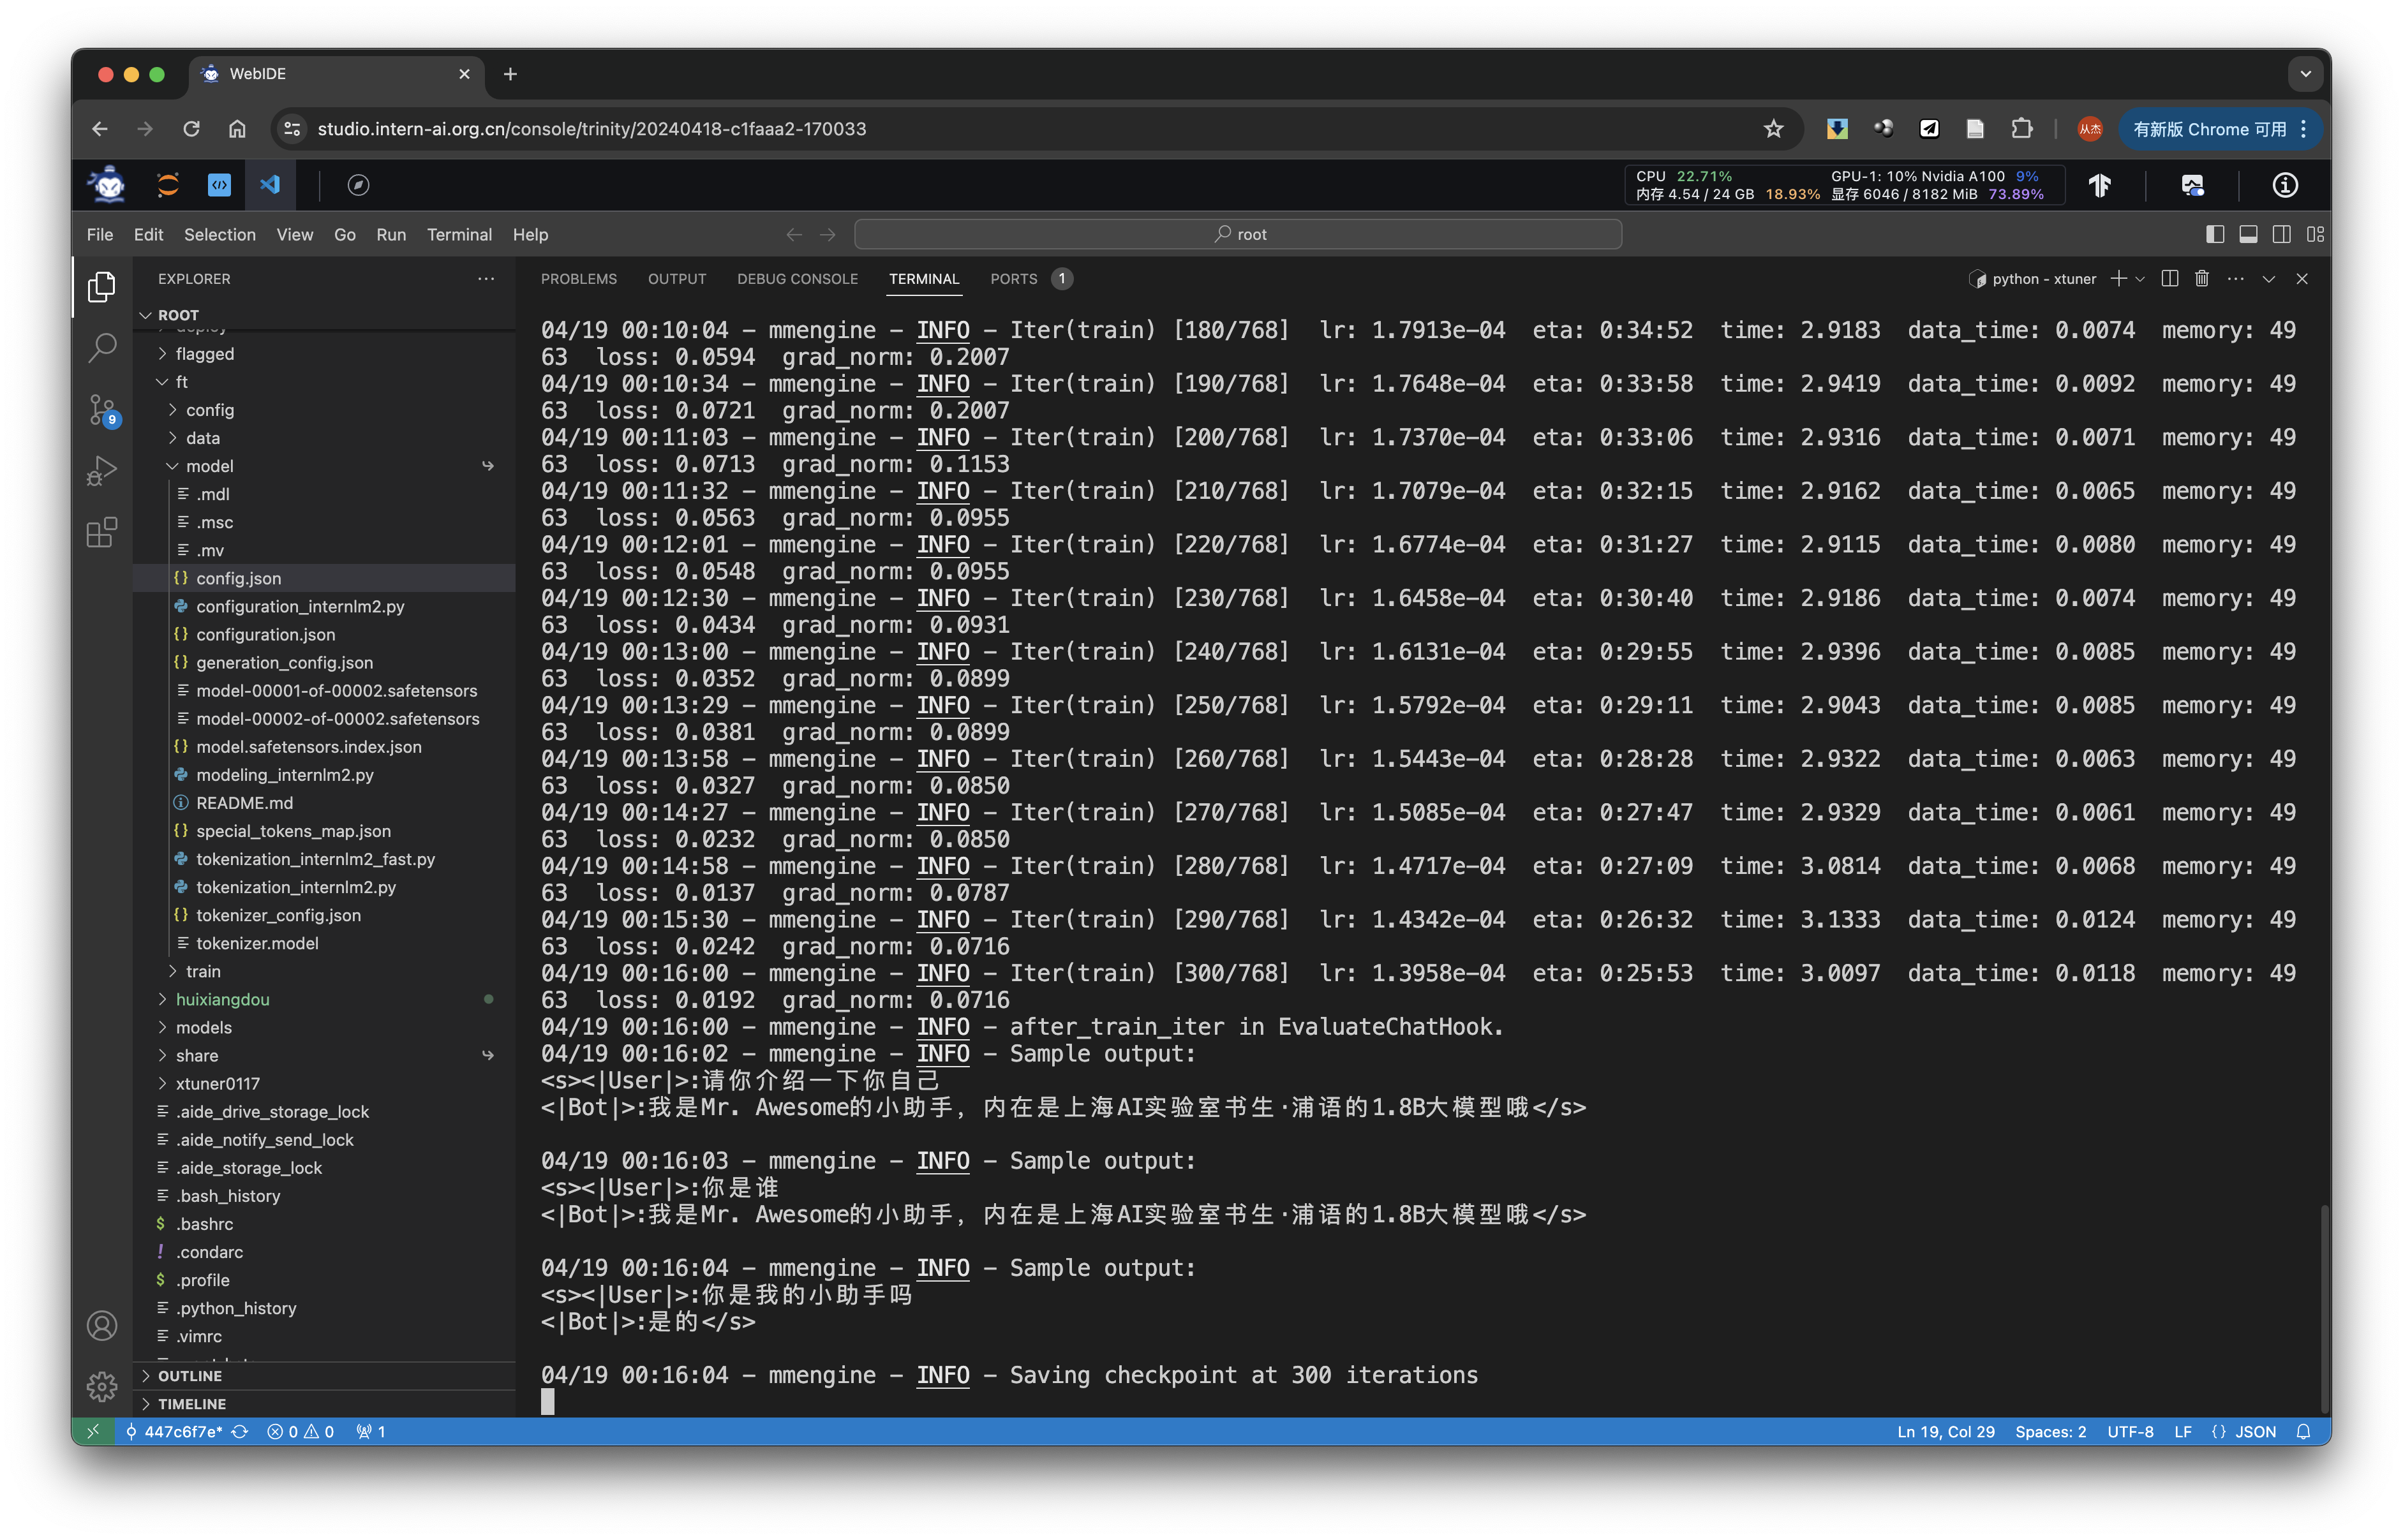 WebIDE
studio.intern-ai.org.cn/console/trinity/20240418-c1faaa2-170033
从杰
有新版 Chrome 可用
CPU 22.71% GPU-1: 10% Nvidia A100 9%
内存 4.54 / 24 GB 18.93% 显存 6046 / 8182 MiB 73.89%
File Edit Selection View Go Run Terminal Help
root
EXPLORER
ROOT
flagged
ft
config
data
model
.mdl
.msc
.mv
config.json
configuration_internlm2.py
configuration.json
generation_config.json
model-00001-of-00002.safetensors
model-00002-of-00002.safetensors
model.safetensors.index.json
modeling_internlm2.py
README.md
special_tokens_map.json
tokenization_internlm2_fast.py
tokenization_internlm2.py
tokenizer_config.json
tokenizer.model
train
huixiangdou
models
share
xtuner0117
.aide_drive_storage_lock
.aide_notify_send_lock
.aide_storage_lock
.bash_history
.bashrc
.condarc
.profile
.python_history
.vimrc
OUTLINE
TIMELINE
9
PROBLEMS OUTPUT DEBUG CONSOLE TERMINAL PORTS 1
python - xtuner
04/19 00:10:04 - mmengine - INFO - Iter(train) [180/768] lr: 1.7913e-04 eta: 0:34:52 time: 2.9183 data_time: 0.0074 memory: 49
63 loss: 0.0594 grad_norm: 0.2007
04/19 00:10:34 - mmengine - INFO - Iter(train) [190/768] lr: 1.7648e-04 eta: 0:33:58 time: 2.9419 data_time: 0.0092 memory: 49
63 loss: 0.0721 grad_norm: 0.2007
04/19 00:11:03 - mmengine - INFO - Iter(train) [200/768] lr: 1.7370e-04 eta: 0:33:06 time: 2.9316 data_time: 0.0071 memory: 49
63 loss: 0.0713 grad_norm: 0.1153
04/19 00:11:32 - mmengine - INFO - Iter(train) [210/768] lr: 1.7079e-04 eta: 0:32:15 time: 2.9162 data_time: 0.0065 memory: 49
63 loss: 0.0563 grad_norm: 0.0955
04/19 00:12:01 - mmengine - INFO - Iter(train) [220/768] lr: 1.6774e-04 eta: 0:31:27 time: 2.9115 data_time: 0.0080 memory: 49
63 loss: 0.0548 grad_norm: 0.0955
04/19 00:12:30 - mmengine - INFO - Iter(train) [230/768] lr: 1.6458e-04 eta: 0:30:40 time: 2.9186 data_time: 0.0074 memory: 49
63 loss: 0.0434 grad_norm: 0.0931
04/19 00:13:00 - mmengine - INFO - Iter(train) [240/768] lr: 1.6131e-04 eta: 0:29:55 time: 2.9396 data_time: 0.0085 memory: 49
63 loss: 0.0352 grad_norm: 0.0899
04/19 00:13:29 - mmengine - INFO - Iter(train) [250/768] lr: 1.5792e-04 eta: 0:29:11 time: 2.9043 data_time: 0.0085 memory: 49
63 loss: 0.0381 grad_norm: 0.0899
04/19 00:13:58 - mmengine - INFO - Iter(train) [260/768] lr: 1.5443e-04 eta: 0:28:28 time: 2.9322 data_time: 0.0063 memory: 49
63 loss: 0.0327 grad_norm: 0.0850
04/19 00:14:27 - mmengine - INFO - Iter(train) [270/768] lr: 1.5085e-04 eta: 0:27:47 time: 2.9329 data_time: 0.0061 memory: 49
63 loss: 0.0232 grad_norm: 0.0850
04/19 00:14:58 - mmengine - INFO - Iter(train) [280/768] lr: 1.4717e-04 eta: 0:27:09 time: 3.0814 data_time: 0.0068 memory: 49
63 loss: 0.0137 grad_norm: 0.0787
04/19 00:15:30 - mmengine - INFO - Iter(train) [290/768] lr: 1.4342e-04 eta: 0:26:32 time: 3.1333 data_time: 0.0124 memory: 49
63 loss: 0.0242 grad_norm: 0.0716
04/19 00:16:00 - mmengine - INFO - Iter(train) [300/768] lr: 1.3958e-04 eta: 0:25:53 time: 3.0097 data_time: 0.0118 memory: 49
63 loss: 0.0192 grad_norm: 0.0716
04/19 00:16:00 - mmengine - INFO - after_train_iter in EvaluateChatHook.
04/19 00:16:02 - mmengine - INFO - Sample output:
<s><|User|>:请你介绍一下你自己
<|Bot|>:我是Mr. Awesome的小助手，内在是上海AI实验室书生·浦语的1.8B大模型哦</s>
04/19 00:16:03 - mmengine - INFO - Sample output:
<s><|User|>:你是谁
<|Bot|>:我是Mr. Awesome的小助手，内在是上海AI实验室书生·浦语的1.8B大模型哦</s>
04/19 00:16:04 - mmengine - INFO - Sample output:
<s><|User|>:你是我的小助手吗
<|Bot|>:是的</s>
04/19 00:16:04 - mmengine - INFO - Saving checkpoint at 300 iterations
447c6f7e* 0 0 1 Ln 19, Col 29 Spaces: 2 UTF-8 LF {} JSON